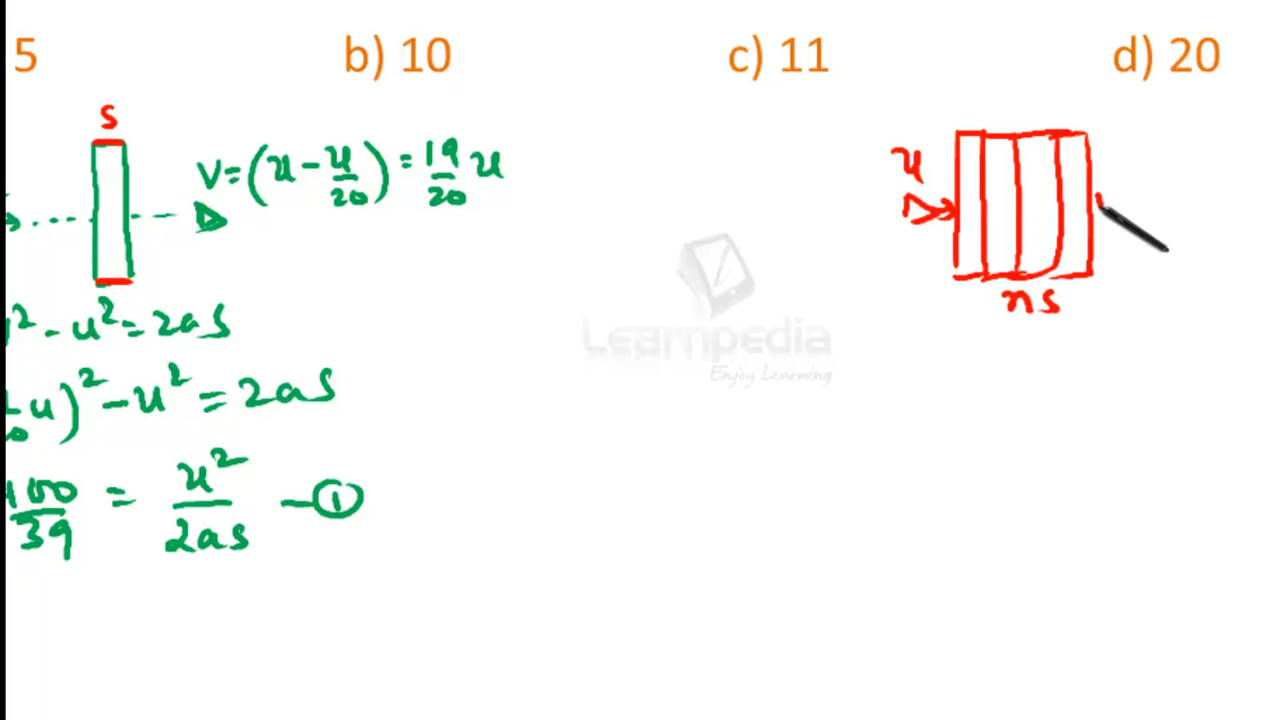 5 b) 10 c) 11 d) 20
s
v = (u - u/20) = 19/20 u
u
ns
² - u² = 2as
u)² - u² = 2as
400/39 = u²/2as - ①
Learnpedia
Enjoy Learning